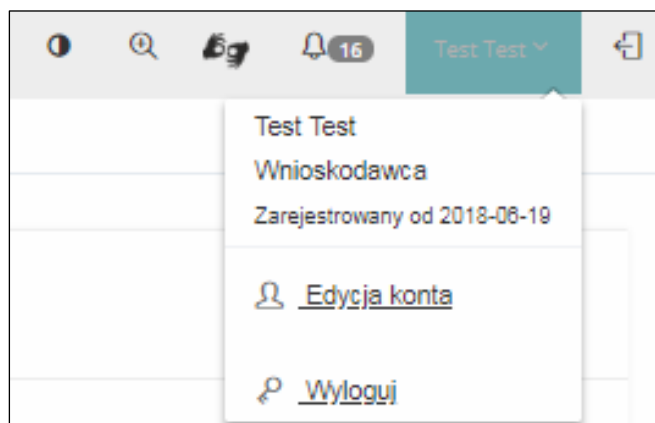 16
Test Test
Test Test
Wnioskodawca
Zarejestrowany od 2018-06-19
Edycja konta
Wyloguj